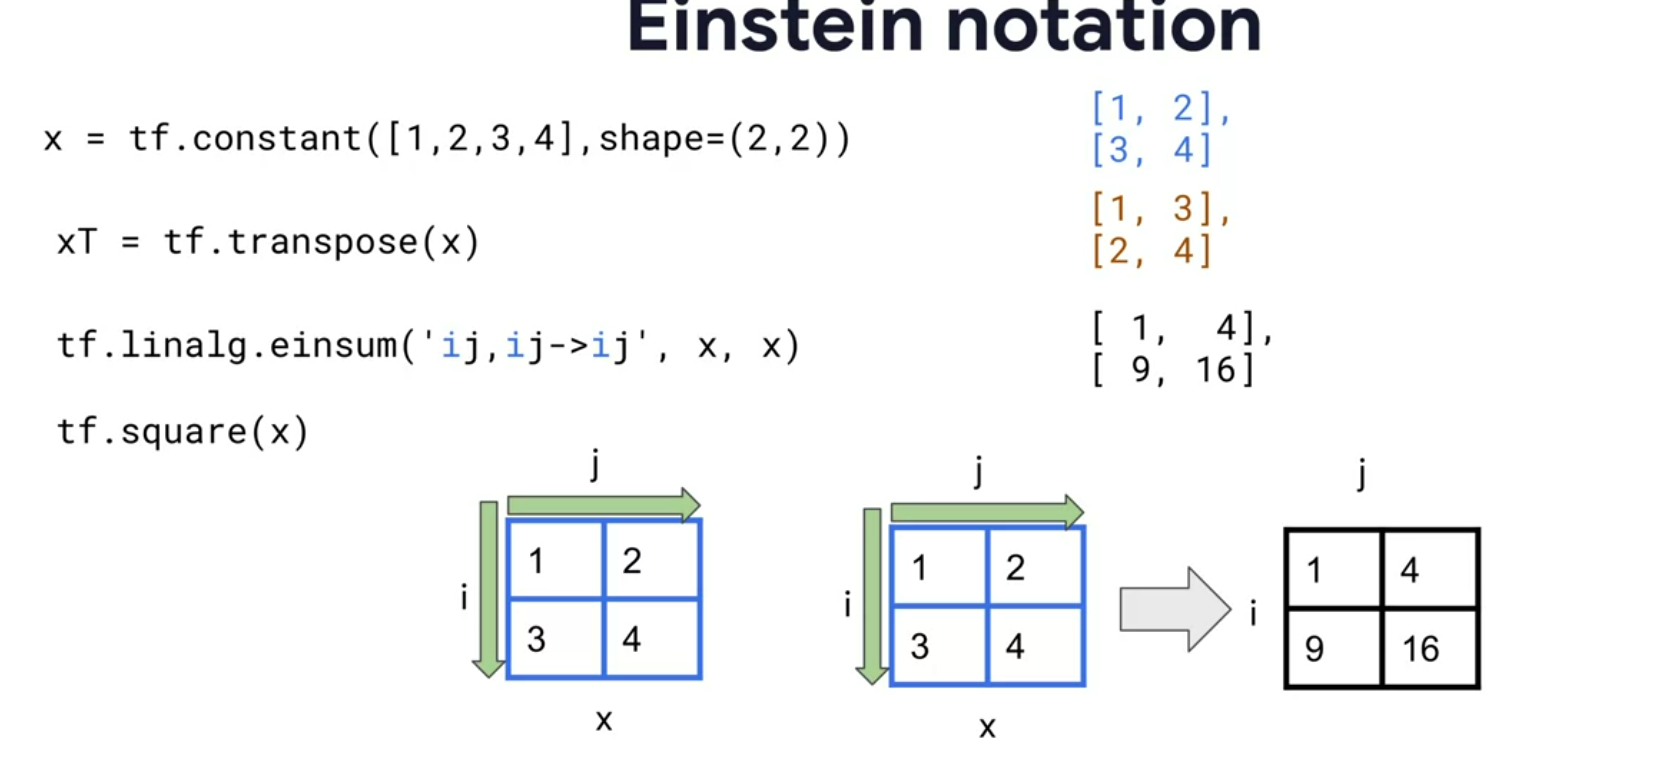 Einstein notation
x = tf.constant([1,2,3,4],shape=(2,2))
[1, 2],
[3, 4]
xT = tf.transpose(x)
[1, 3],
[2, 4]
tf.linalg.einsum('ij,ij->ij', x, x)
[ 1,  4],
[ 9, 16]
tf.square(x)
j
i
1 2
3 4
x
j
i
1 2
3 4
x
j
i
1 4
9 16